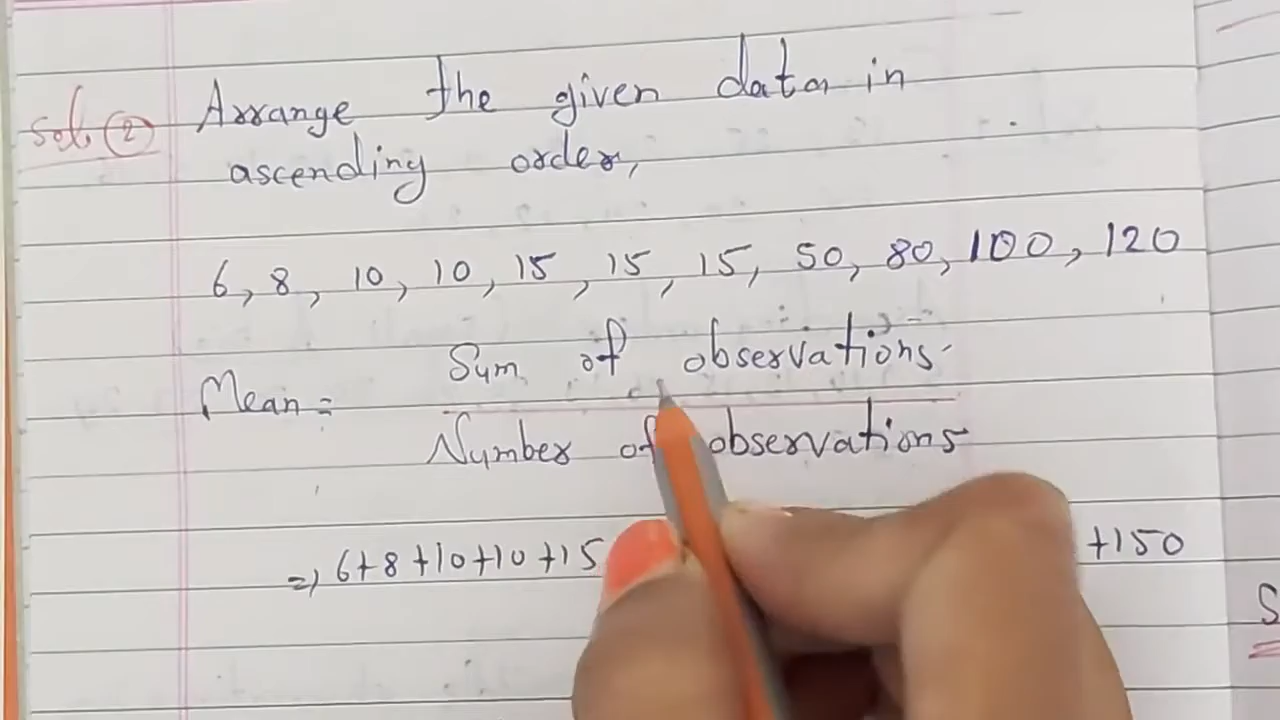 Sol. (2) Arrange the given data in
ascending order,
6, 8, 10, 10, 15, 15, 15, 50, 80, 100, 120
Mean = Sum of observations
Number of observations
=) 6+8+10+10+15 +150
S